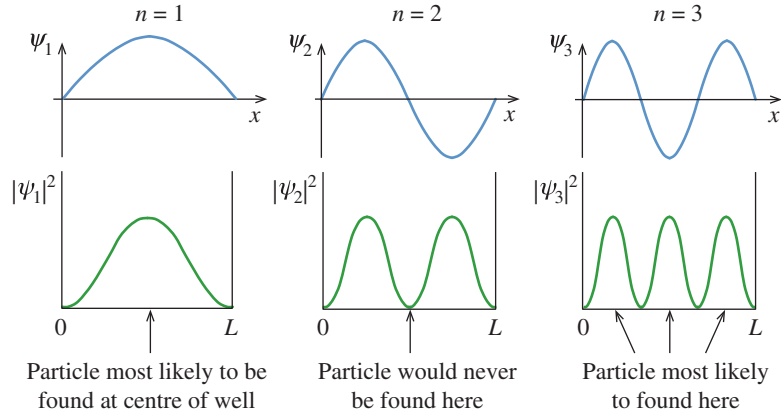 n = 1
n = 2
n = 3
ψ1
x
ψ2
x
ψ3
x
|ψ1|²
0
L
|ψ2|²
0
L
|ψ3|²
0
L
Particle most likely to be
found at centre of well
Particle would never
be found here
Particle most likely
to found here